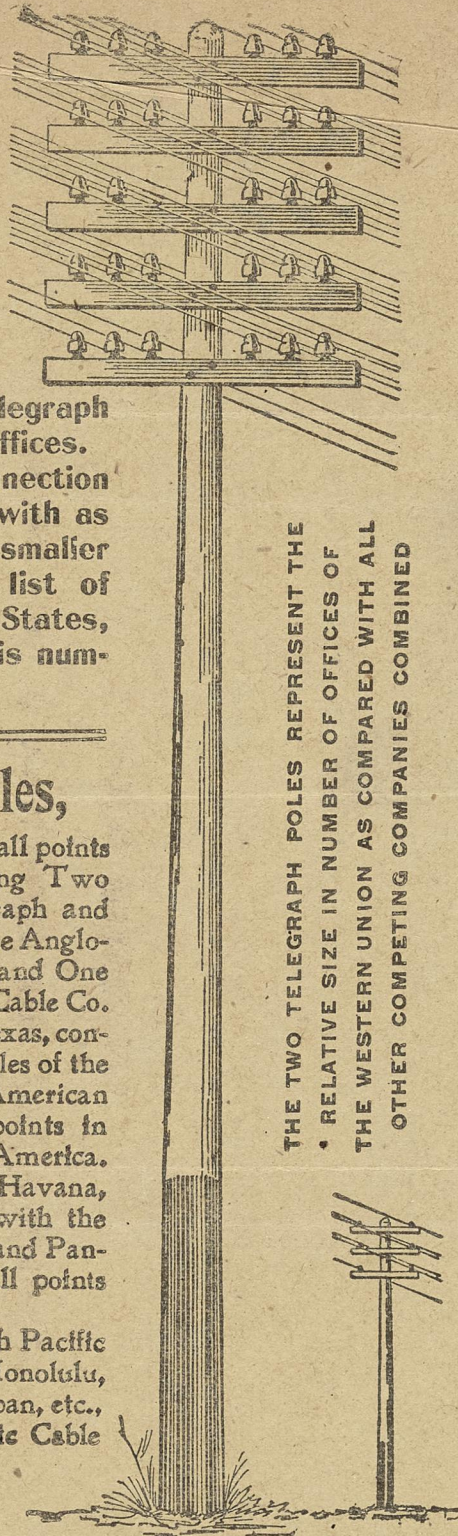 legraph
ffices.
nection
with as
smaller
list of
States,
is num-
les,
all points
ng Two
aph and
e Anglo-
and One
Cable Co.
xas, con-
les of the
American
points in
America.
Havana,
with the
and Pan-
ll points
h Pacific
Honolulu,
pan, etc.,
ic Cable
THE TWO TELEGRAPH POLES REPRESENT THE
RELATIVE SIZE IN NUMBER OF OFFICES OF
THE WESTERN UNION AS COMPARED WITH ALL
OTHER COMPETING COMPANIES COMBINED